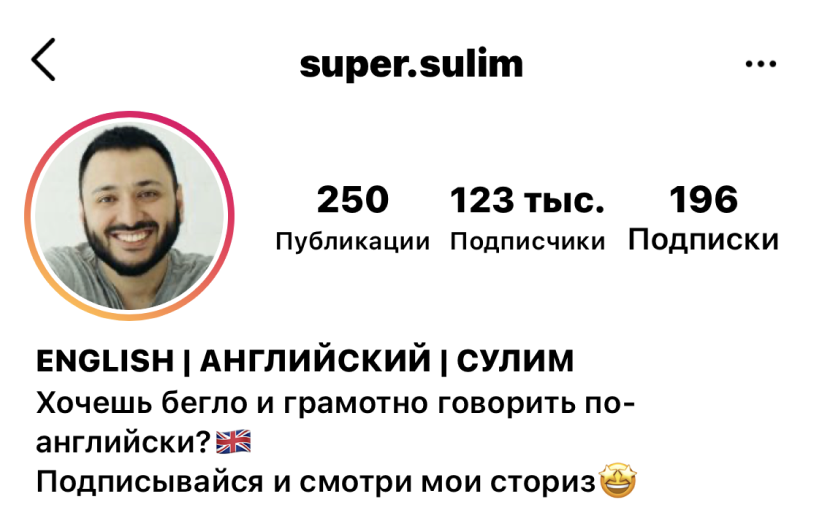 super.sulim
250 123 тыс. 196
Публикации Подписчики Подписки
ENGLISH | АНГЛИЙСКИЙ | СУЛИМ
Хочешь бегло и грамотно говорить по-
английски?🇬🇧
Подписывайся и смотри мои сториз🤩